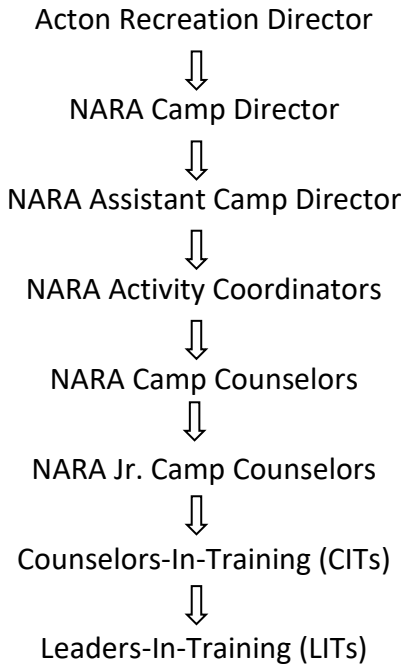 Acton Recreation Director
NARA Camp Director
NARA Assistant Camp Director
NARA Activity Coordinators
NARA Camp Counselors
NARA Jr. Camp Counselors
Counselors-In-Training (CITs)
Leaders-In-Training (LITs)